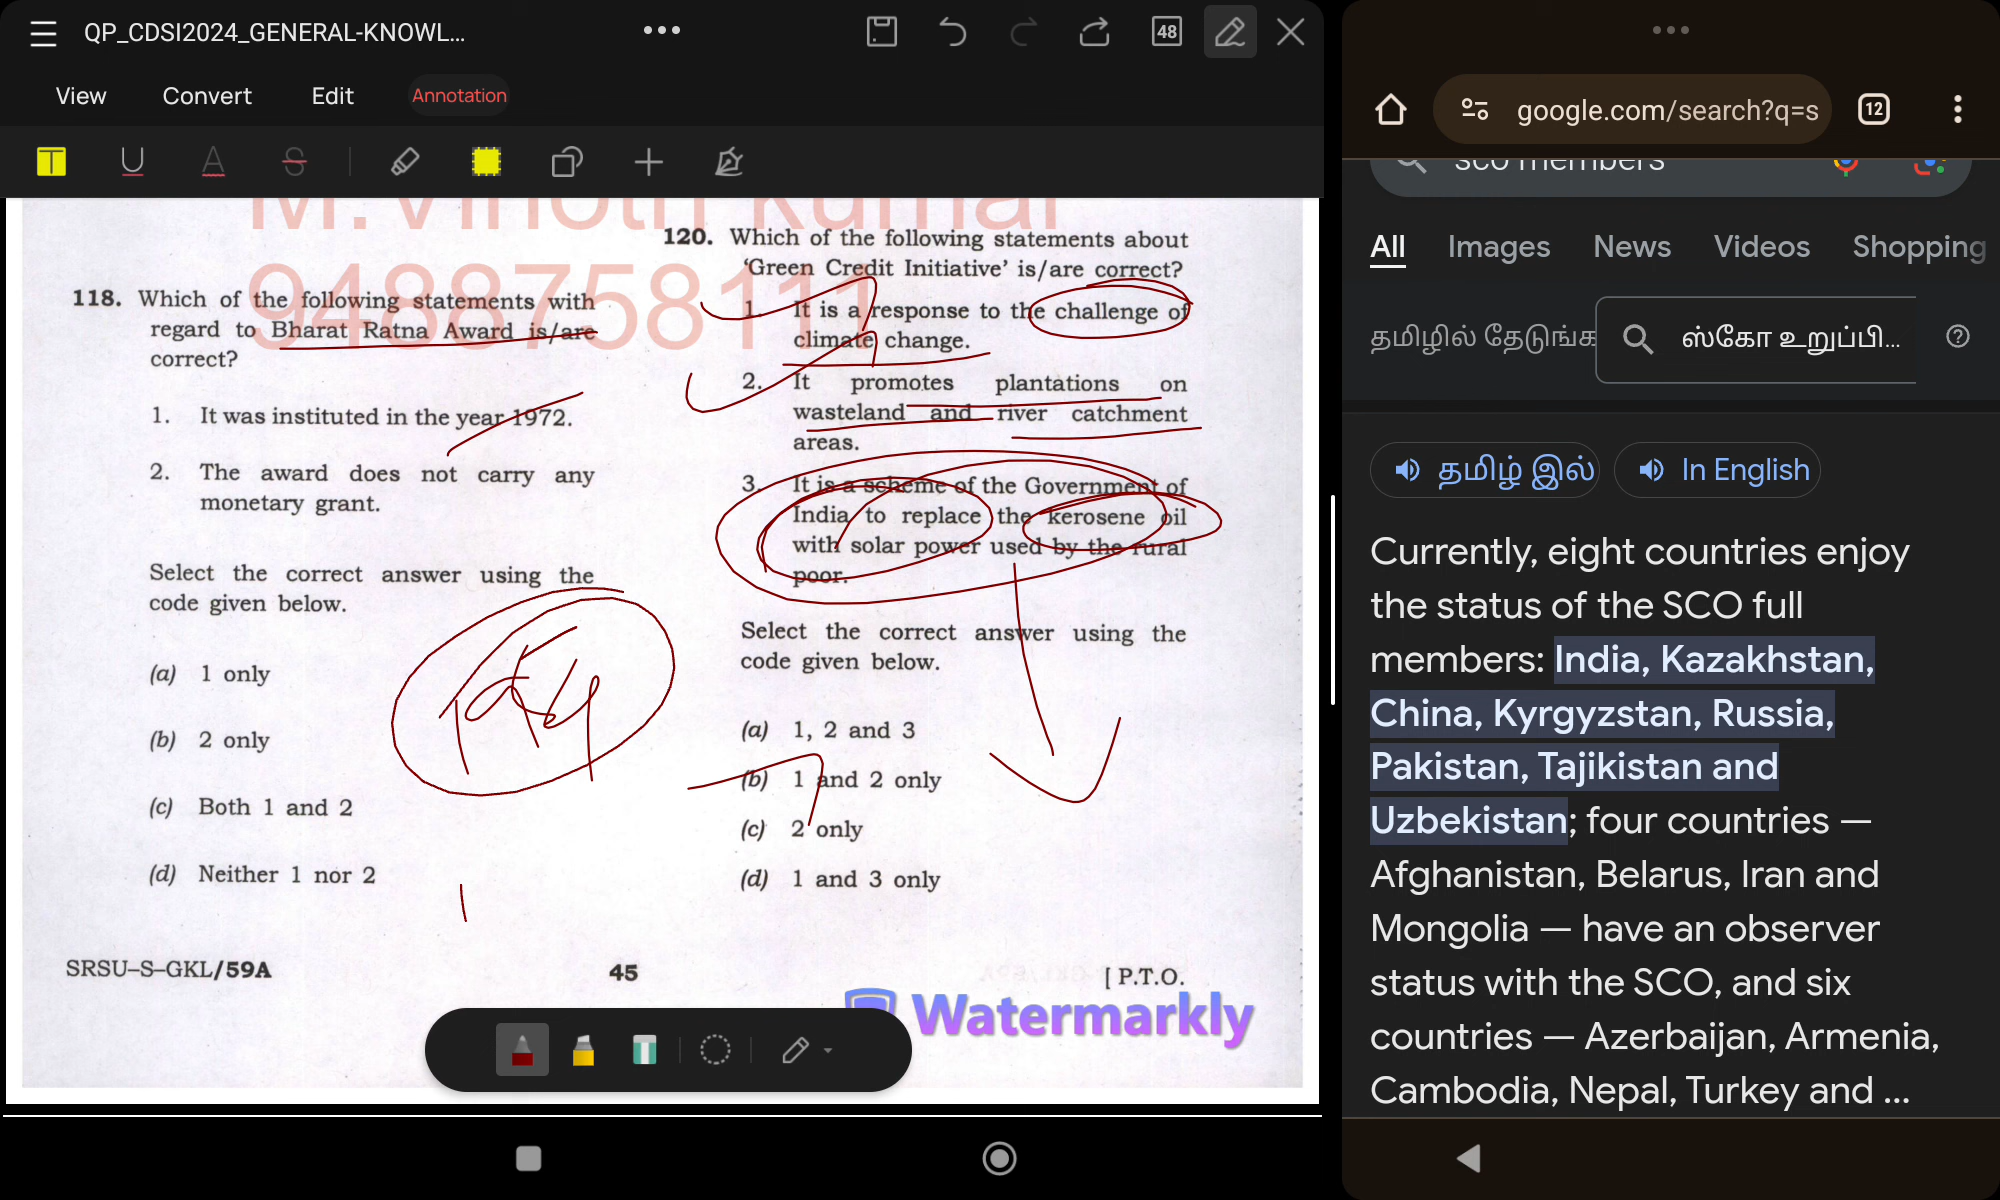 QP_CDSI2024_GENERAL-KNOWL...
48
View Convert Edit Annotation
M.Vinoth kumar
9488758111
118. Which of the following statements with
regard to Bharat Ratna Award is/are
correct?
1. It was instituted in the year 1972.
2. The award does not carry any
monetary grant.
Select the correct answer using the
code given below.
(a) 1 only
(b) 2 only
(c) Both 1 and 2
(d) Neither 1 nor 2
1954
120. Which of the following statements about
'Green Credit Initiative' is/are correct?
1. It is a response to the challenge of
climate change.
2. It promotes plantations on
wasteland and river catchment
areas.
3. It is a scheme of the Government of
India to replace the kerosene oil
with solar power used by the rural
poor.
Select the correct answer using the
code given below.
(a) 1, 2 and 3
(b) 1 and 2 only
(c) 2 only
(d) 1 and 3 only
SRSU–S–GKL/59A
45
[ P.T.O.
Watermarkly
google.com/search?q=s
12
sco members
All Images News Videos Shopping
தமிழில் தேடுங்க
ஸ்கோ உறுப்பி...
தமிழ் இல் In English
Currently, eight countries enjoy
the status of the SCO full
members: India, Kazakhstan,
China, Kyrgyzstan, Russia,
Pakistan, Tajikistan and
Uzbekistan; four countries —
Afghanistan, Belarus, Iran and
Mongolia — have an observer
status with the SCO, and six
countries — Azerbaijan, Armenia,
Cambodia, Nepal, Turkey and ...